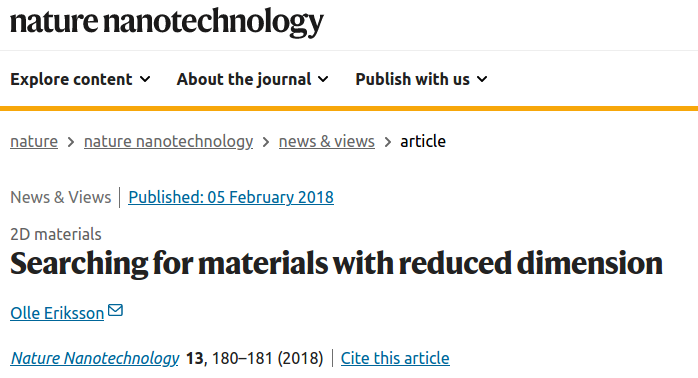 nature nanotechnology
Explore content About the journal Publish with us
nature > nature nanotechnology > news & views > article
News & Views | Published: 05 February 2018
2D materials
Searching for materials with reduced dimension
Olle Eriksson
Nature Nanotechnology 13, 180–181 (2018) | Cite this article